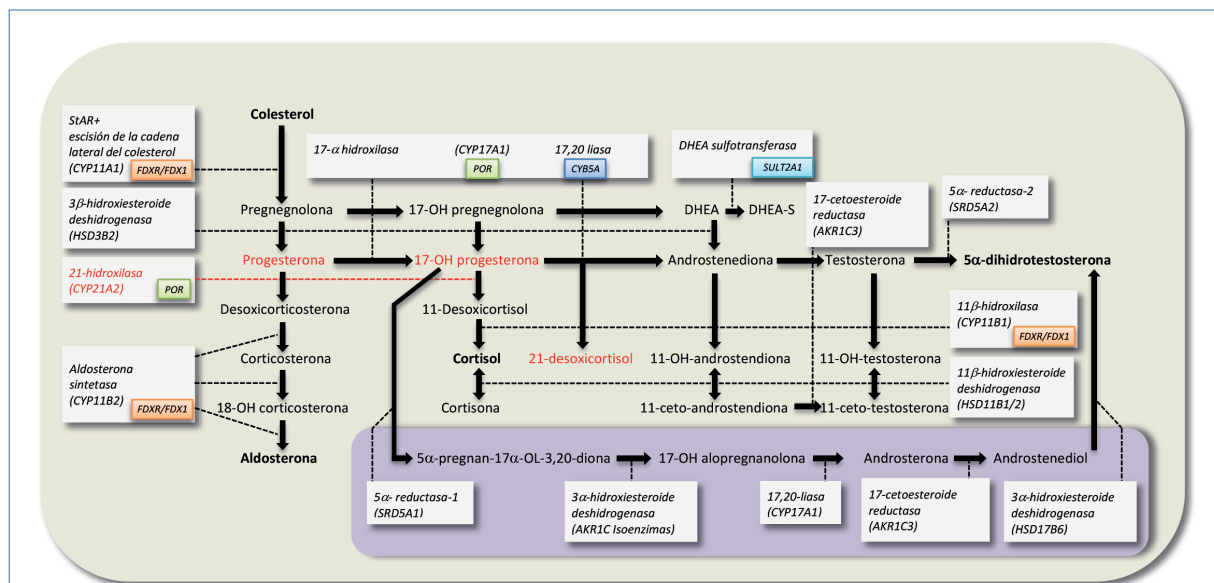 Colesterol
StAR+
escisión de la cadena
lateral del colesterol
(CYP11A1)
FDXR/FDX1
17-α hidroxilasa
(CYP17A1)
POR
17,20 liasa
CYB5A
DHEA sulfotransferasa
SULT2A1
3β-hidroxiesteroide
deshidrogenasa
(HSD3B2)
Pregnegnolona
17-OH pregnegnolona
DHEA
DHEA-S
17-cetoesteroide
reductasa
(AKR1C3)
5α- reductasa-2
(SRD5A2)
21-hidroxilasa
(CYP21A2)
POR
Progesterona
17-OH progesterona
Androstenediona
Testosterona
5α-dihidrotestosterona
Desoxicorticosterona
11-Desoxicortisol
11β-hidroxilasa
(CYP11B1)
FDXR/FDX1
Aldosterona
sintetasa
(CYP11B2)
FDXR/FDX1
Corticosterona
Cortisol
21-desoxicortisol
11-OH-androstendiona
11-OH-testosterona
11β-hidroxiesteroide
deshidrogenasa
(HSD11B1/2)
18-OH corticosterona
Cortisona
11-ceto-androstendiona
11-ceto-testosterona
Aldosterona
5α-pregnan-17α-OL-3,20-diona
17-OH alopregnanolona
Androsterona
Androstenediol
5α- reductasa-1
(SRD5A1)
3α-hidroxiesteroide
deshidrogenasa
(AKR1C Isoenzimas)
17,20-liasa
(CYP17A1)
17-cetoesteroide
reductasa
(AKR1C3)
3α-hidroxiesteroide
deshidrogenasa
(HSD17B6)